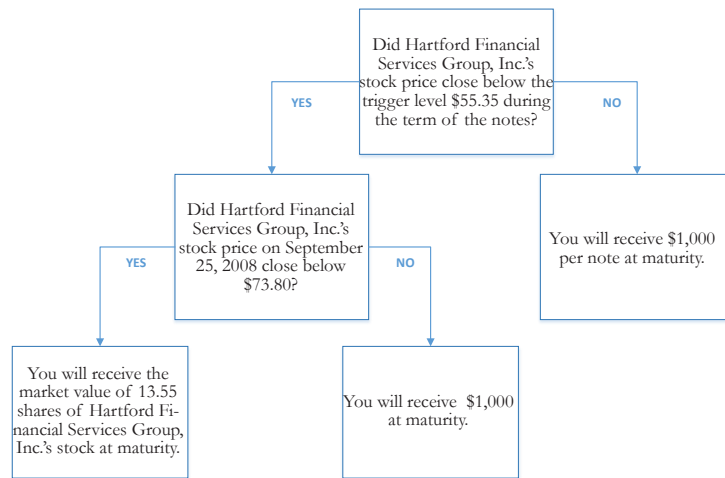 Did Hartford Financial
Services Group, Inc.'s
stock price close below the
trigger level $55.35 during
the term of the notes?
YES
NO
Did Hartford Financial
Services Group, Inc.'s
stock price on September
25, 2008 close below
$73.80?
You will receive $1,000
per note at maturity.
YES
NO
You will receive the
market value of 13.55
shares of Hartford Fi-
nancial Services Group,
Inc.'s stock at maturity.
You will receive $1,000
at maturity.